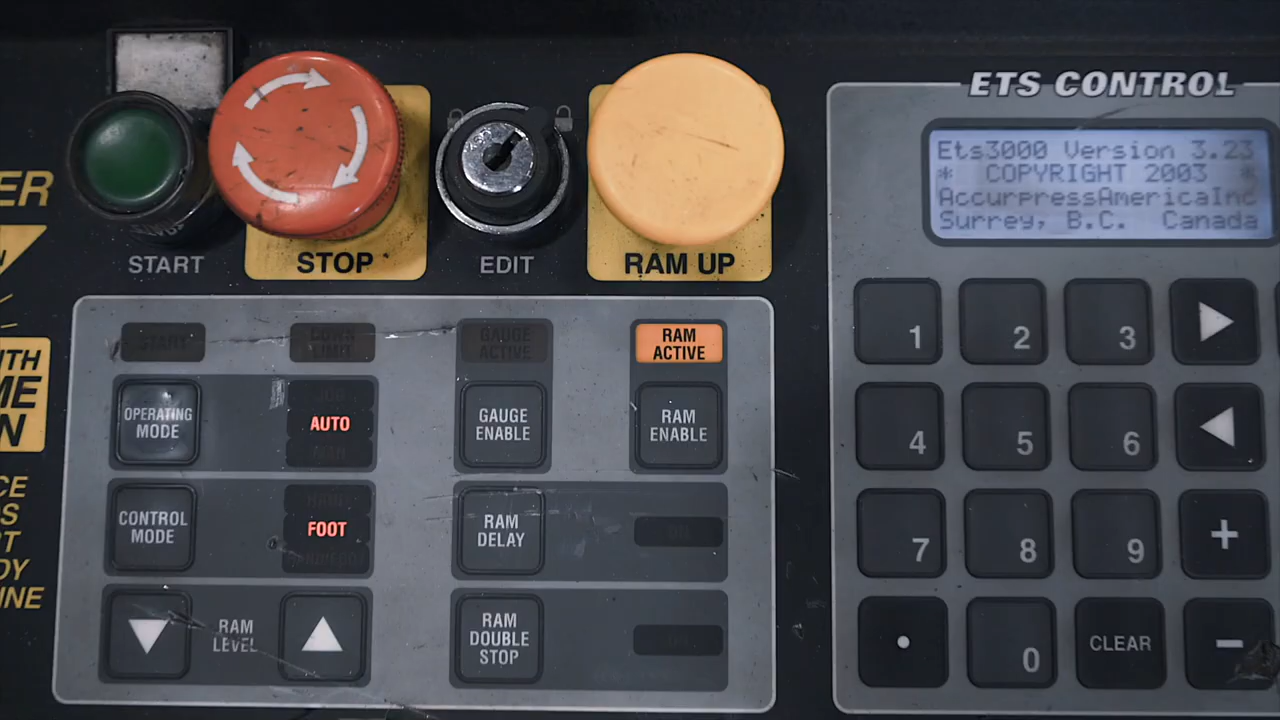 ER
START
STOP
EDIT
RAM UP
ETS CONTROL
Ets3000 Version 3.23
* COPYRIGHT 2003 *
AccurpressAmericaInc
Surrey, B.C. Canada
START
DOWN
LIMIT
GAUGE
ACTIVE
RAM
ACTIVE
OPERATING
MODE
AUTO
GAUGE
ENABLE
RAM
ENABLE
CONTROL
MODE
FOOT
RAM
DELAY
RAM
LEVEL
RAM
DOUBLE
STOP
1 2 3
4 5 6
7 8 9
+
0
CLEAR
-